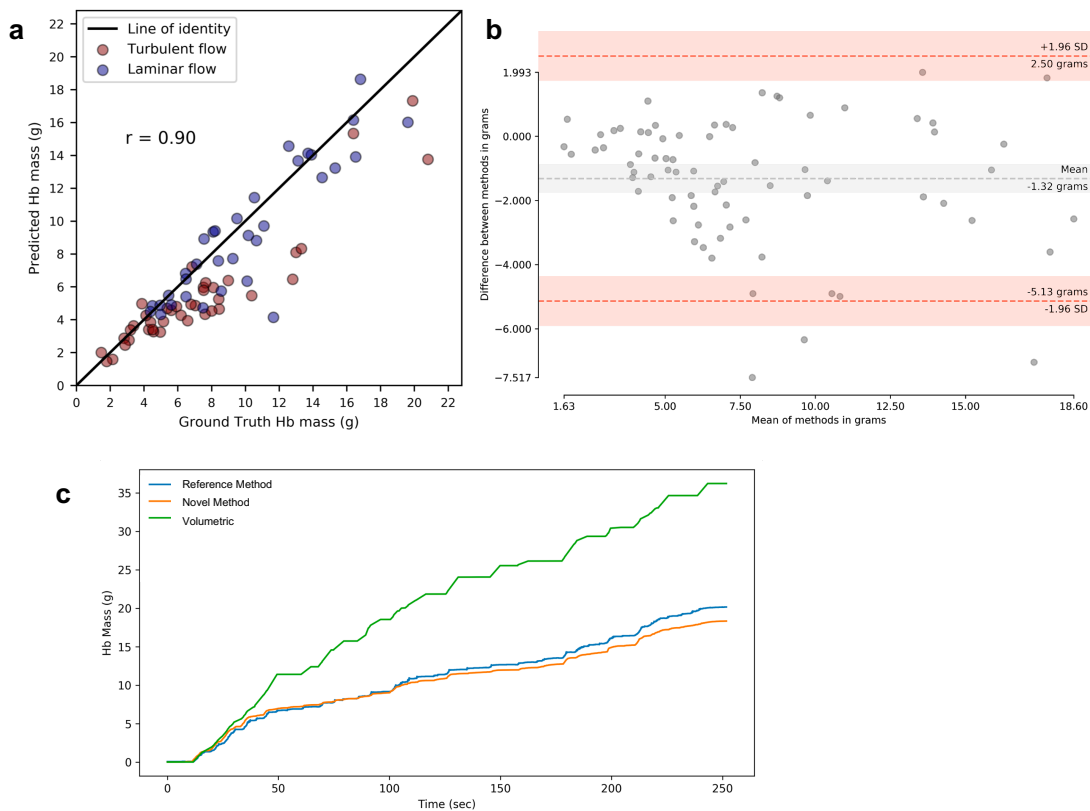 a
Line of identity
Turbulent flow
Laminar flow
r = 0.90
22
20
18
16
14
12
10
8
6
4
2
0
0 2 4 6 8 10 12 14 16 18 20 22
Predicted Hb mass (g)
Ground Truth Hb mass (g)
b
+1.96 SD
2.50 grams
Mean
-1.32 grams
-5.13 grams
-1.96 SD
1.993
0.000
−2.000
−4.000
−6.000
−7.517
1.63 5.00 7.50 10.00 12.50 15.00 18.60
Difference between methods in grams
Mean of methods in grams
c
Reference Method
Novel Method
Volumetric
35
30
25
20
15
10
5
0
0 50 100 150 200 250
Hb Mass (g)
Time (sec)